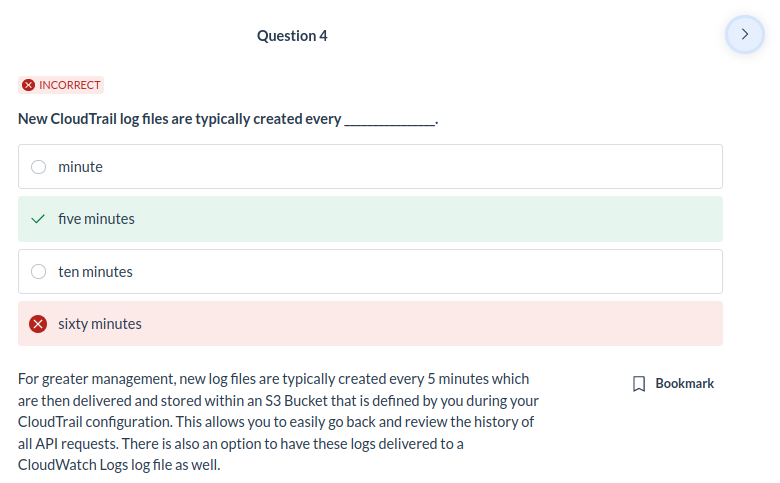 Question 4
INCORRECT
New CloudTrail log files are typically created every _______________.
minute
five minutes
ten minutes
sixty minutes
For greater management, new log files are typically created every 5 minutes which
are then delivered and stored within an S3 Bucket that is defined by you during your
CloudTrail configuration. This allows you to easily go back and review the history of
all API requests. There is also an option to have these logs delivered to a
CloudWatch Logs log file as well.
Bookmark